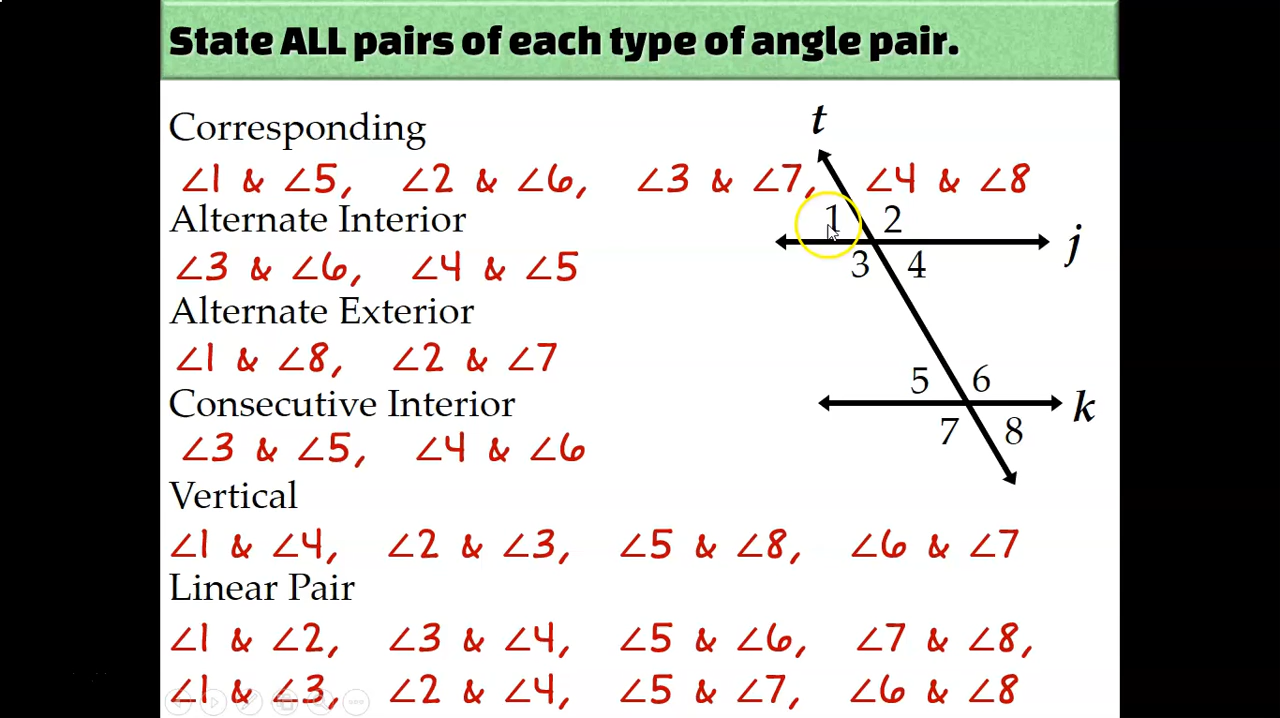 State ALL pairs of each type of angle pair.
Corresponding
∠1 & ∠5, ∠2 & ∠6, ∠3 & ∠7, ∠4 & ∠8
Alternate Interior
∠3 & ∠6, ∠4 & ∠5
Alternate Exterior
∠1 & ∠8, ∠2 & ∠7
Consecutive Interior
∠3 & ∠5, ∠4 & ∠6
Vertical
∠1 & ∠4, ∠2 & ∠3, ∠5 & ∠8, ∠6 & ∠7
Linear Pair
∠1 & ∠2, ∠3 & ∠4, ∠5 & ∠6, ∠7 & ∠8,
∠1 & ∠3, ∠2 & ∠4, ∠5 & ∠7, ∠6 & ∠8
t
1 2
j
3 4
5 6
k
7 8